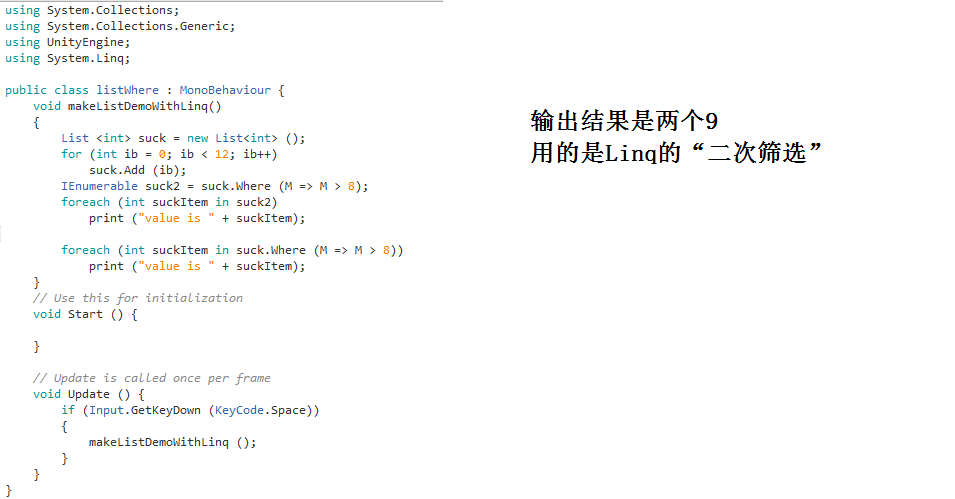 using System.Collections;
using System.Collections.Generic;
using UnityEngine;
using System.Linq;
public class listWhere : MonoBehaviour {
void makeListDemoWithLinq()
{
List <int> suck = new List<int> ();
for (int ib = 0; ib < 12; ib++)
suck.Add (ib);
IEnumerable suck2 = suck.Where (M => M > 8);
foreach (int suckItem in suck2)
print ("value is " + suckItem);
foreach (int suckItem in suck.Where (M => M > 8))
print ("value is " + suckItem);
}
// Use this for initialization
void Start () {
}
// Update is called once per frame
void Update () {
if (Input.GetKeyDown (KeyCode.Space))
{
makeListDemoWithLinq ();
}
}
}
输出结果是两个9
用的是Linq的“二次筛选”